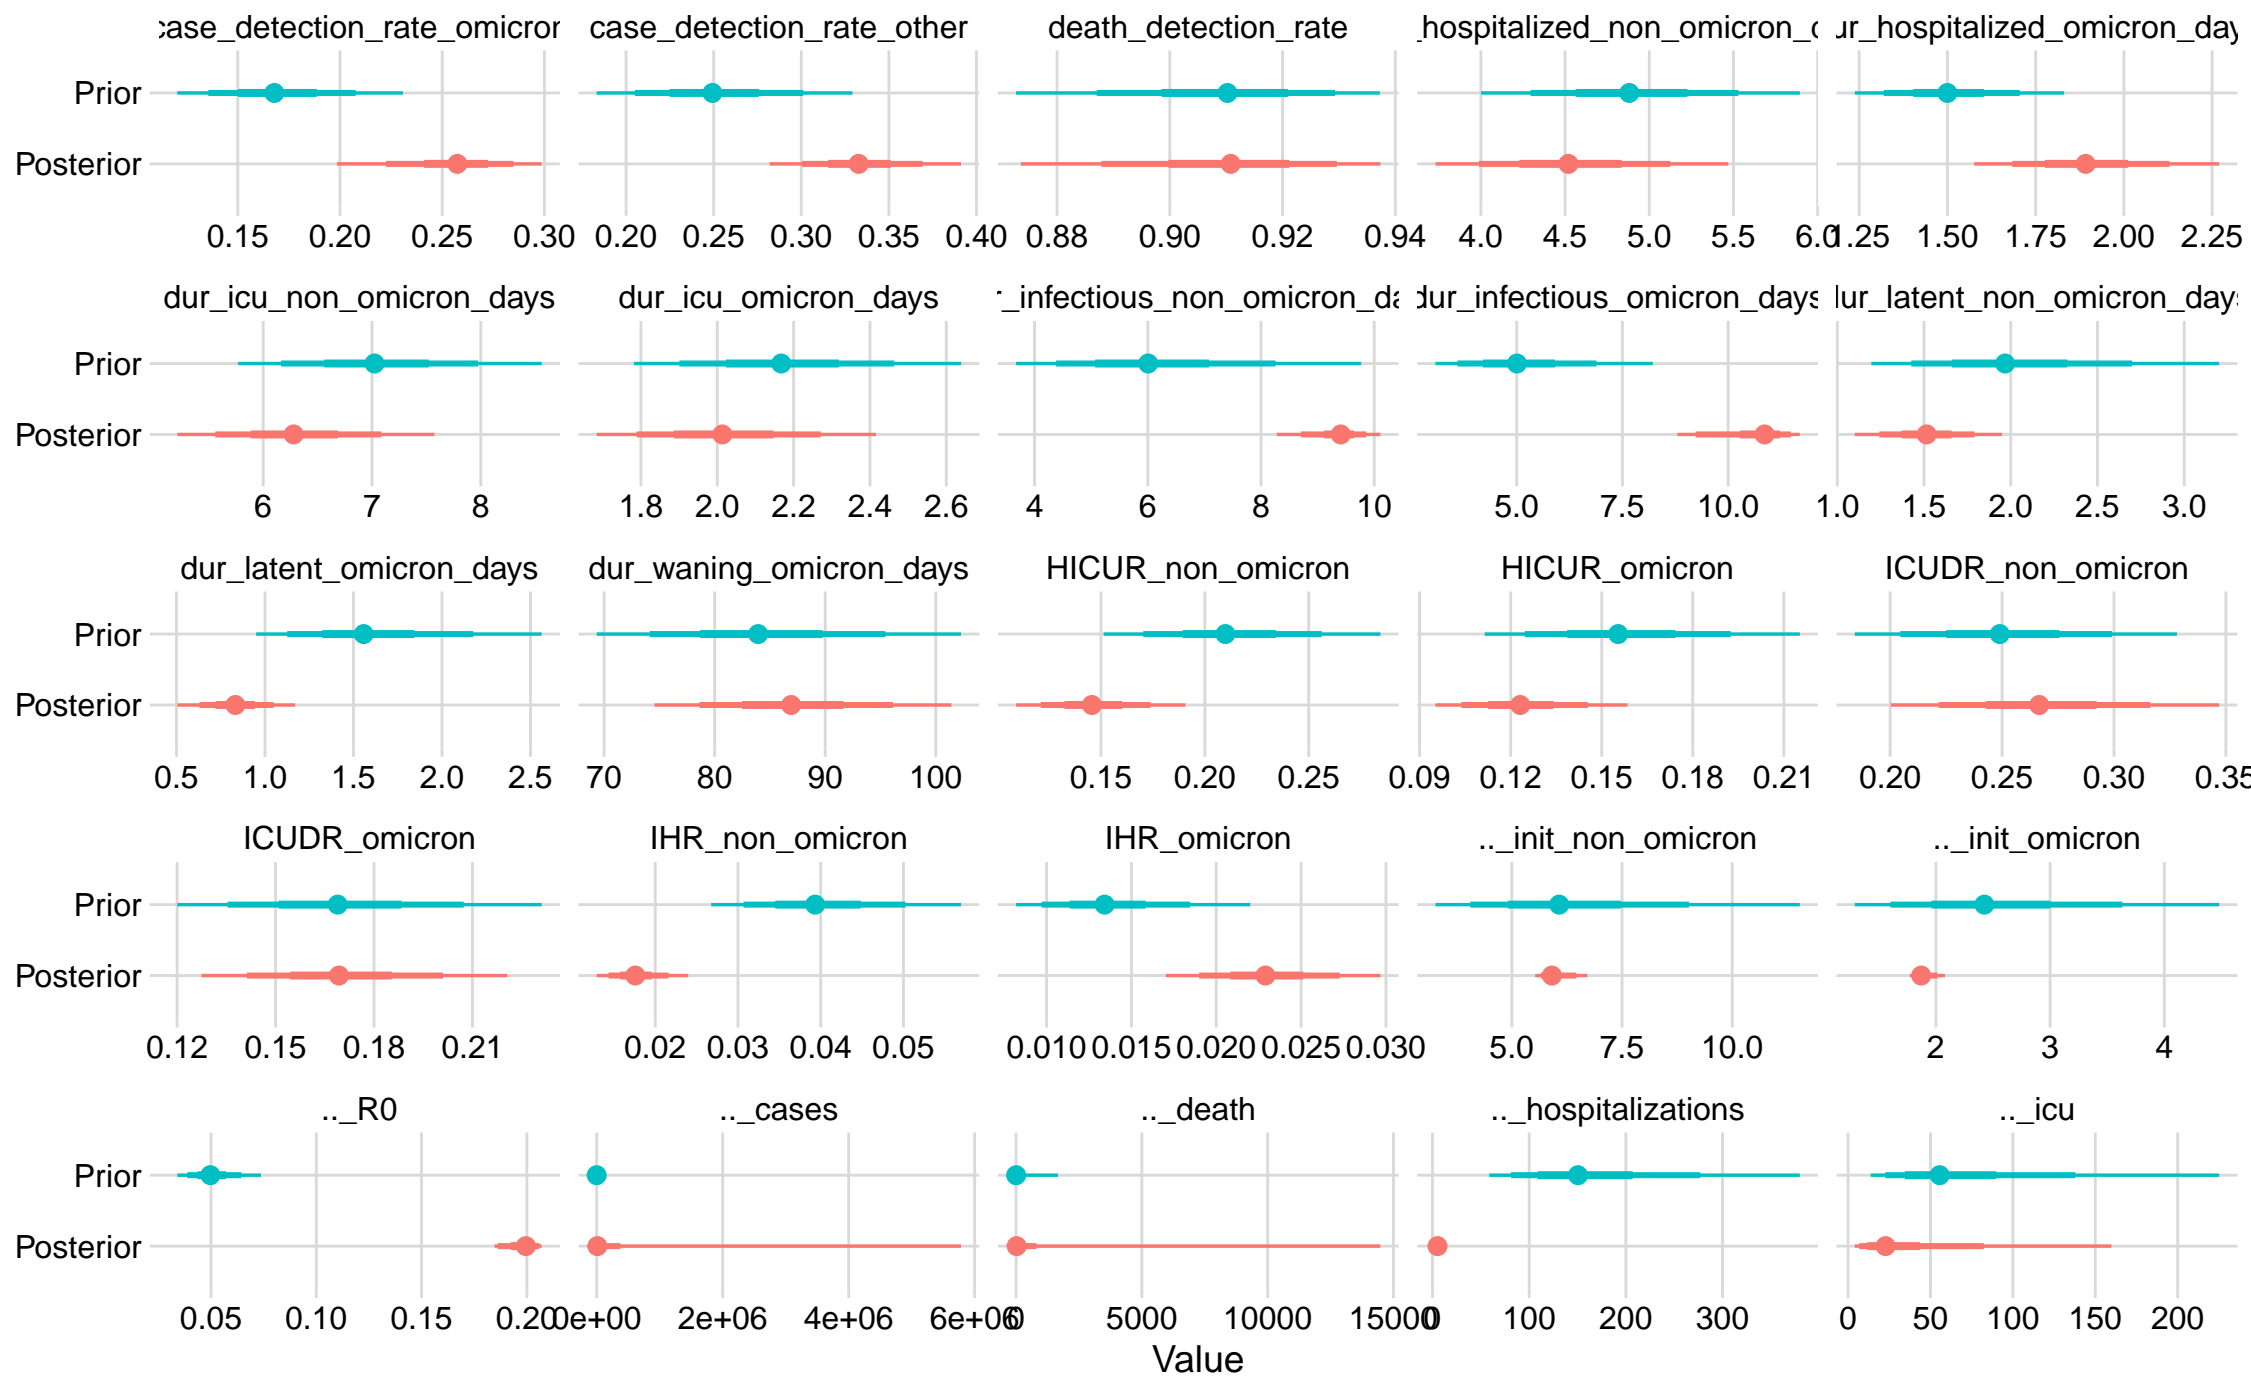 case_detection_rate_omicron case_detection_rate_other death_detection_rate _hospitalized_non_omicron_ ur_hospitalized_omicron_day
Prior
Posterior
0.15 0.20 0.25 0.30 0.20 0.25 0.30 0.35 0.40 0.88 0.90 0.92 0.94 4.0 4.5 5.0 5.5 6.0 1.25 1.50 1.75 2.00 2.25
dur_icu_non_omicron_days dur_icu_omicron_days r_infectious_non_omicron_da dur_infectious_omicron_days dur_latent_non_omicron_days
Prior
Posterior
6 7 8 1.8 2.0 2.2 2.4 2.6 4 6 8 10 5.0 7.5 10.0 1.0 1.5 2.0 2.5 3.0
dur_latent_omicron_days dur_waning_omicron_days HICUR_non_omicron HICUR_omicron ICUDR_non_omicron
Prior
Posterior
0.5 1.0 1.5 2.0 2.5 70 80 90 100 0.15 0.20 0.25 0.09 0.12 0.15 0.18 0.21 0.20 0.25 0.30 0.35
ICUDR_omicron IHR_non_omicron IHR_omicron .._init_non_omicron .._init_omicron
Prior
Posterior
0.12 0.15 0.18 0.21 0.02 0.03 0.04 0.05 0.010 0.015 0.020 0.025 0.030 5.0 7.5 10.0 2 3 4
.._R0 .._cases .._death .._hospitalizations .._icu
Prior
Posterior
0.05 0.10 0.15 0.20 0e+00 2e+06 4e+06 6e+06 0 5000 10000 15000 0 100 200 300 0 50 100 150 200
Value